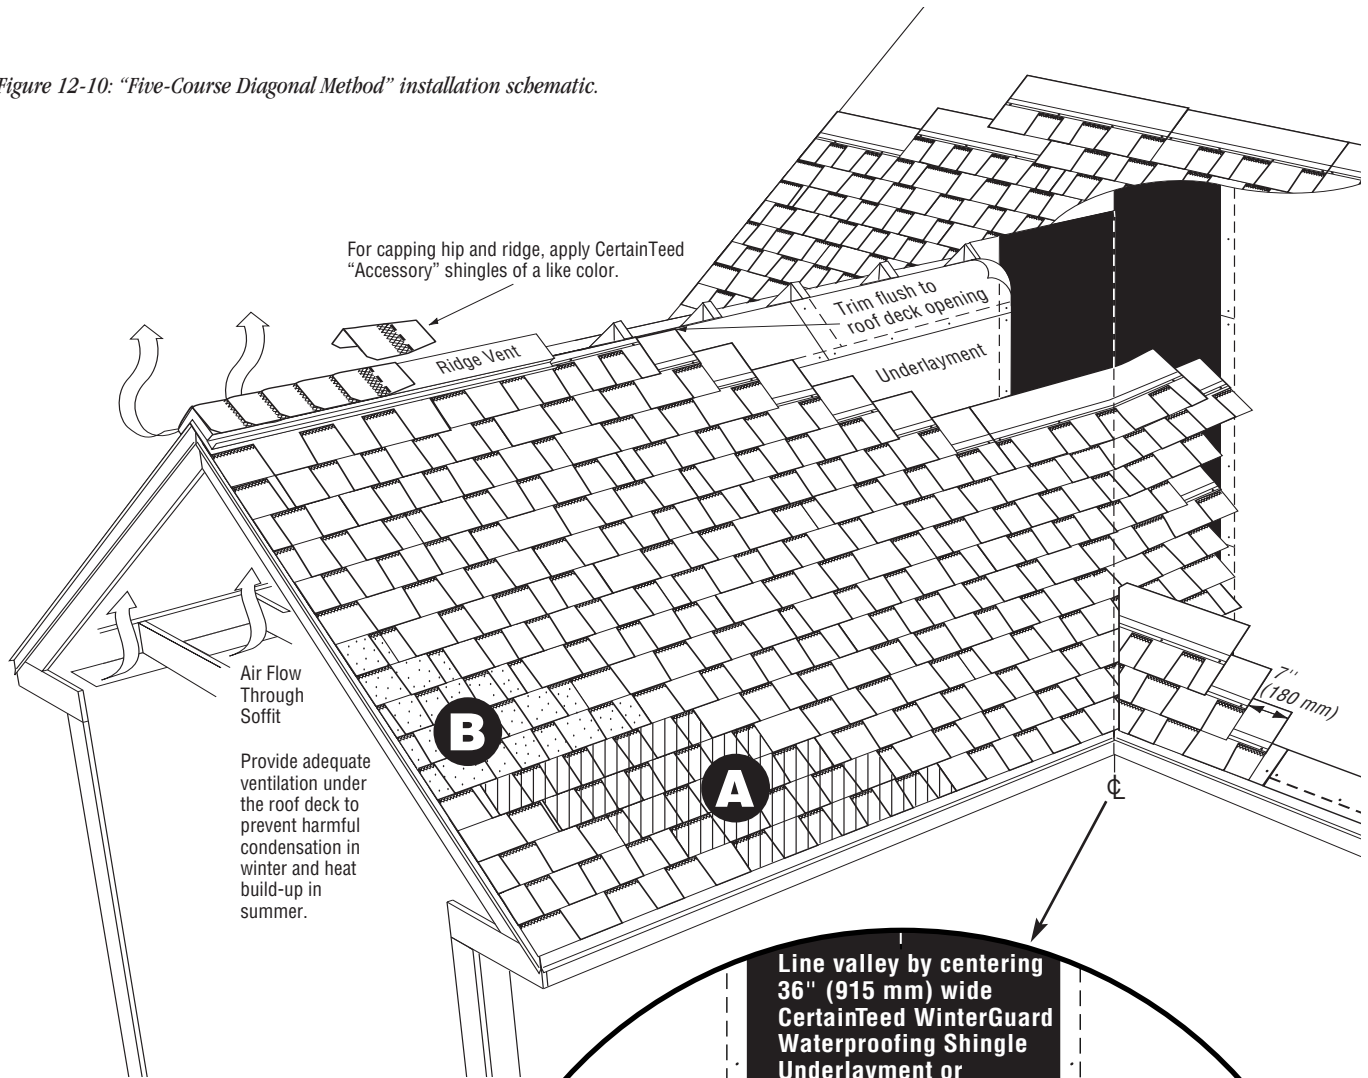 Figure 12-10: “Five-Course Diagonal Method” installation schematic.
For capping hip and ridge, apply CertainTeed
“Accessory” shingles of a like color.
Trim flush to
roof deck opening
Ridge Vent
Underlayment
Air Flow
Through
Soffit
7"
(180 mm)
B
A
Provide adequate
ventilation under
the roof deck to
prevent harmful
condensation in
winter and heat
build-up in
summer.
℄
Line valley by centering
36" (915 mm) wide
CertainTeed WinterGuard
Waterproofing Shingle
Underlayment or